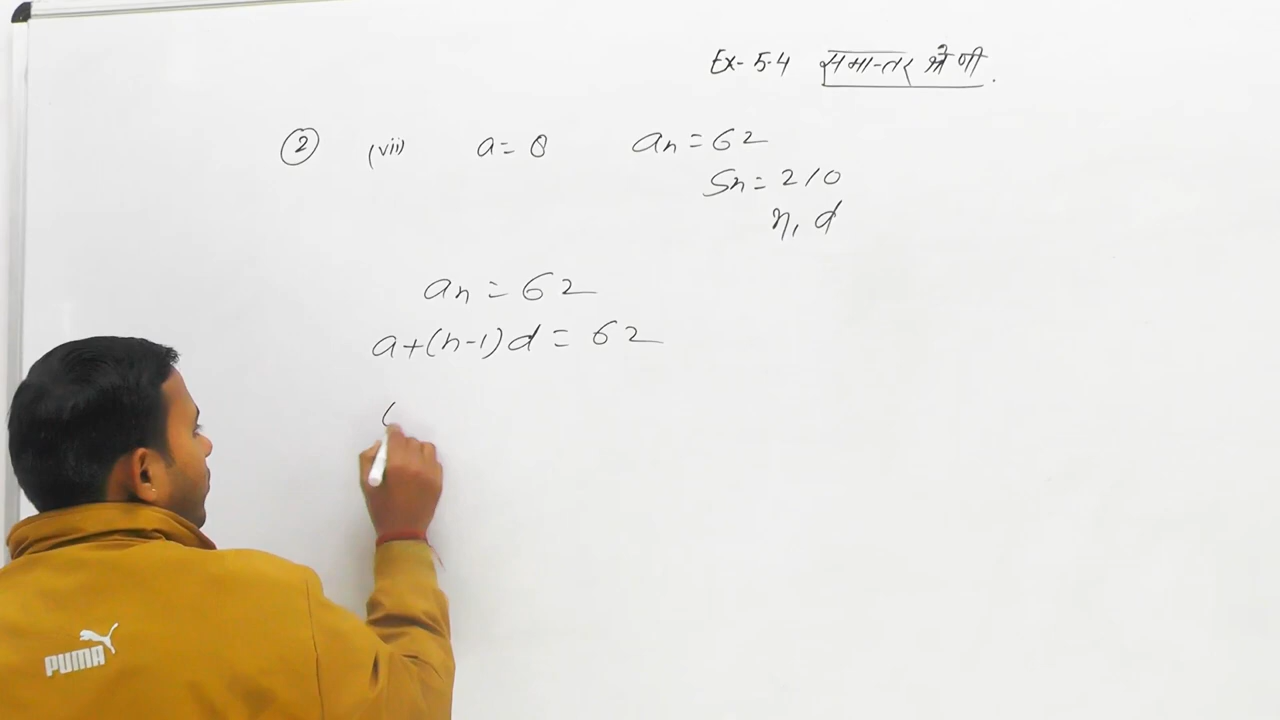 Ex- 5.4 समान्तर श्रेणी.
② (vii) a = 8 an = 62
Sn = 210
n, d
an = 62
a+(n-1)d = 62
PUMA